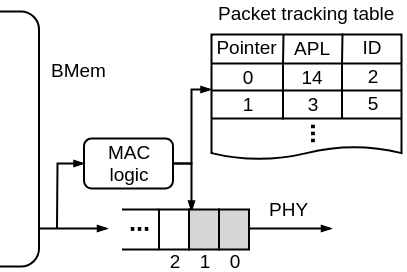 Packet tracking table
Pointer APL ID
0 14 2
1 3 5
⋮
BMem
MAC
logic
PHY
...
2 1 0